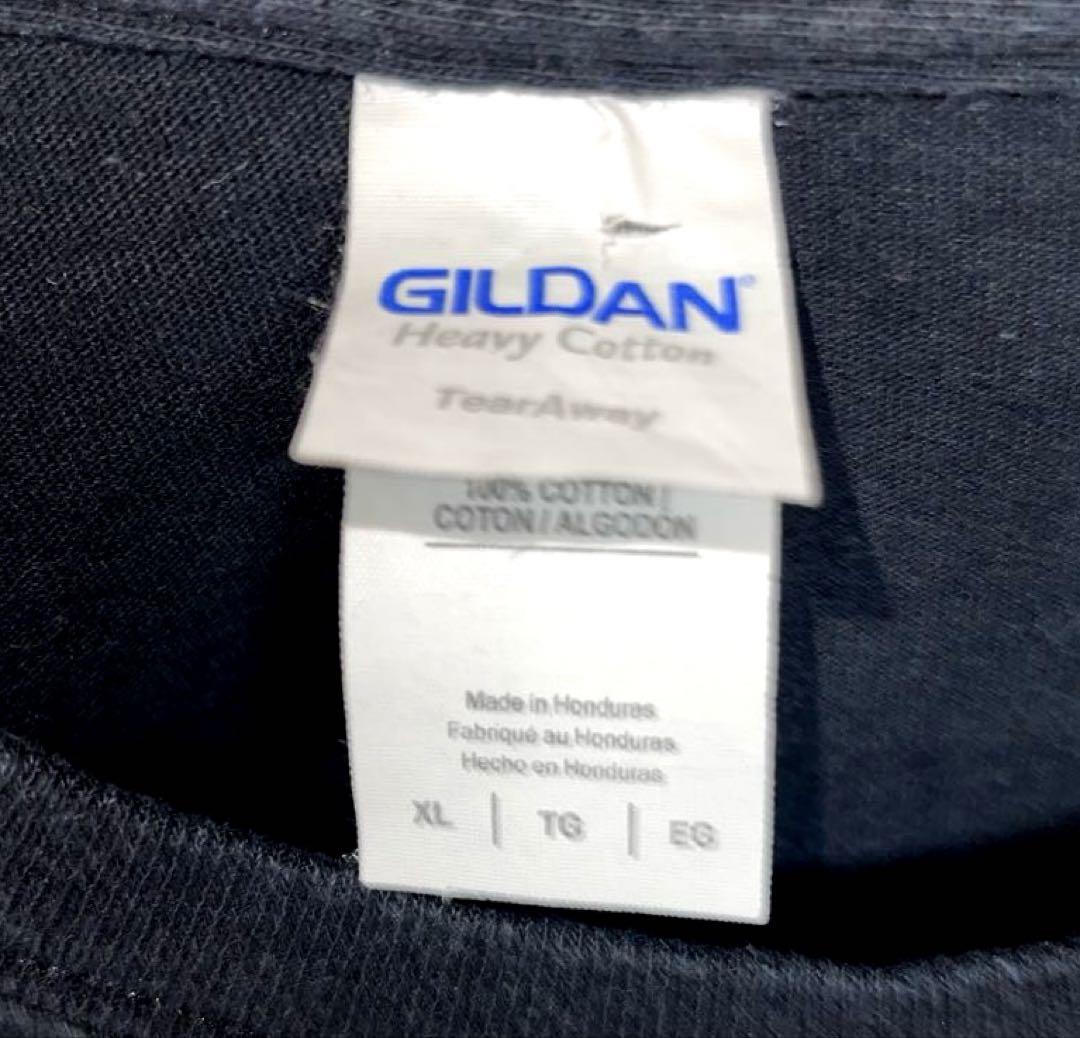 GILDAN®
Heavy Cotton
TearAway
100% COTTON /
COTON / ALGODÓN
Made in Honduras
Fabriqué au Honduras
Hecho en Honduras
XL | TG | EG